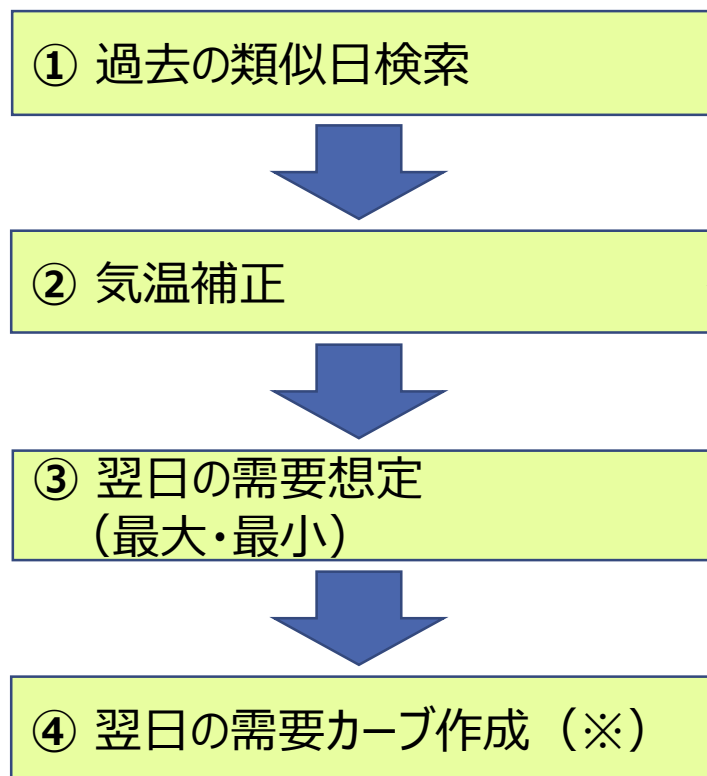 ① 過去の類似日検索
② 気温補正
③ 翌日の需要想定
（最大・最小）
④ 翌日の需要カーブ作成（※）